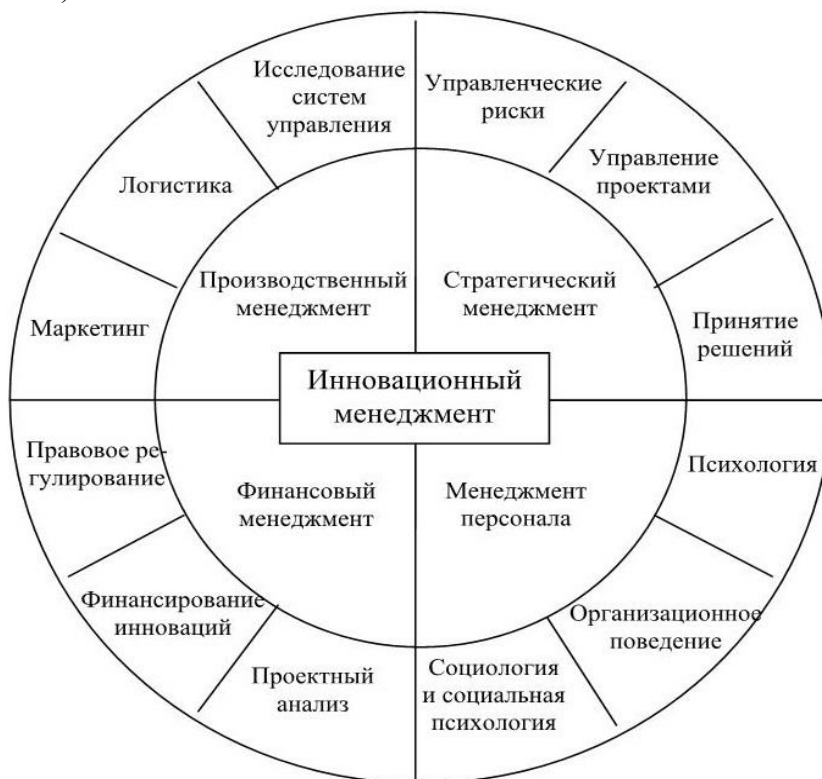 Исследование
систем
управления
Управленческие
риски
Управление
проектами
Принятие
решений
Логистика
Маркетинг
Производственный
менеджмент
Стратегический
менеджмент
Инновационный
менеджмент
Финансовый
менеджмент
Менеджмент
персонала
Правовое ре-
гулирование
Финансирование
инноваций
Проектный
анализ
Социология
и социальная
психология
Организационное
поведение
Психология